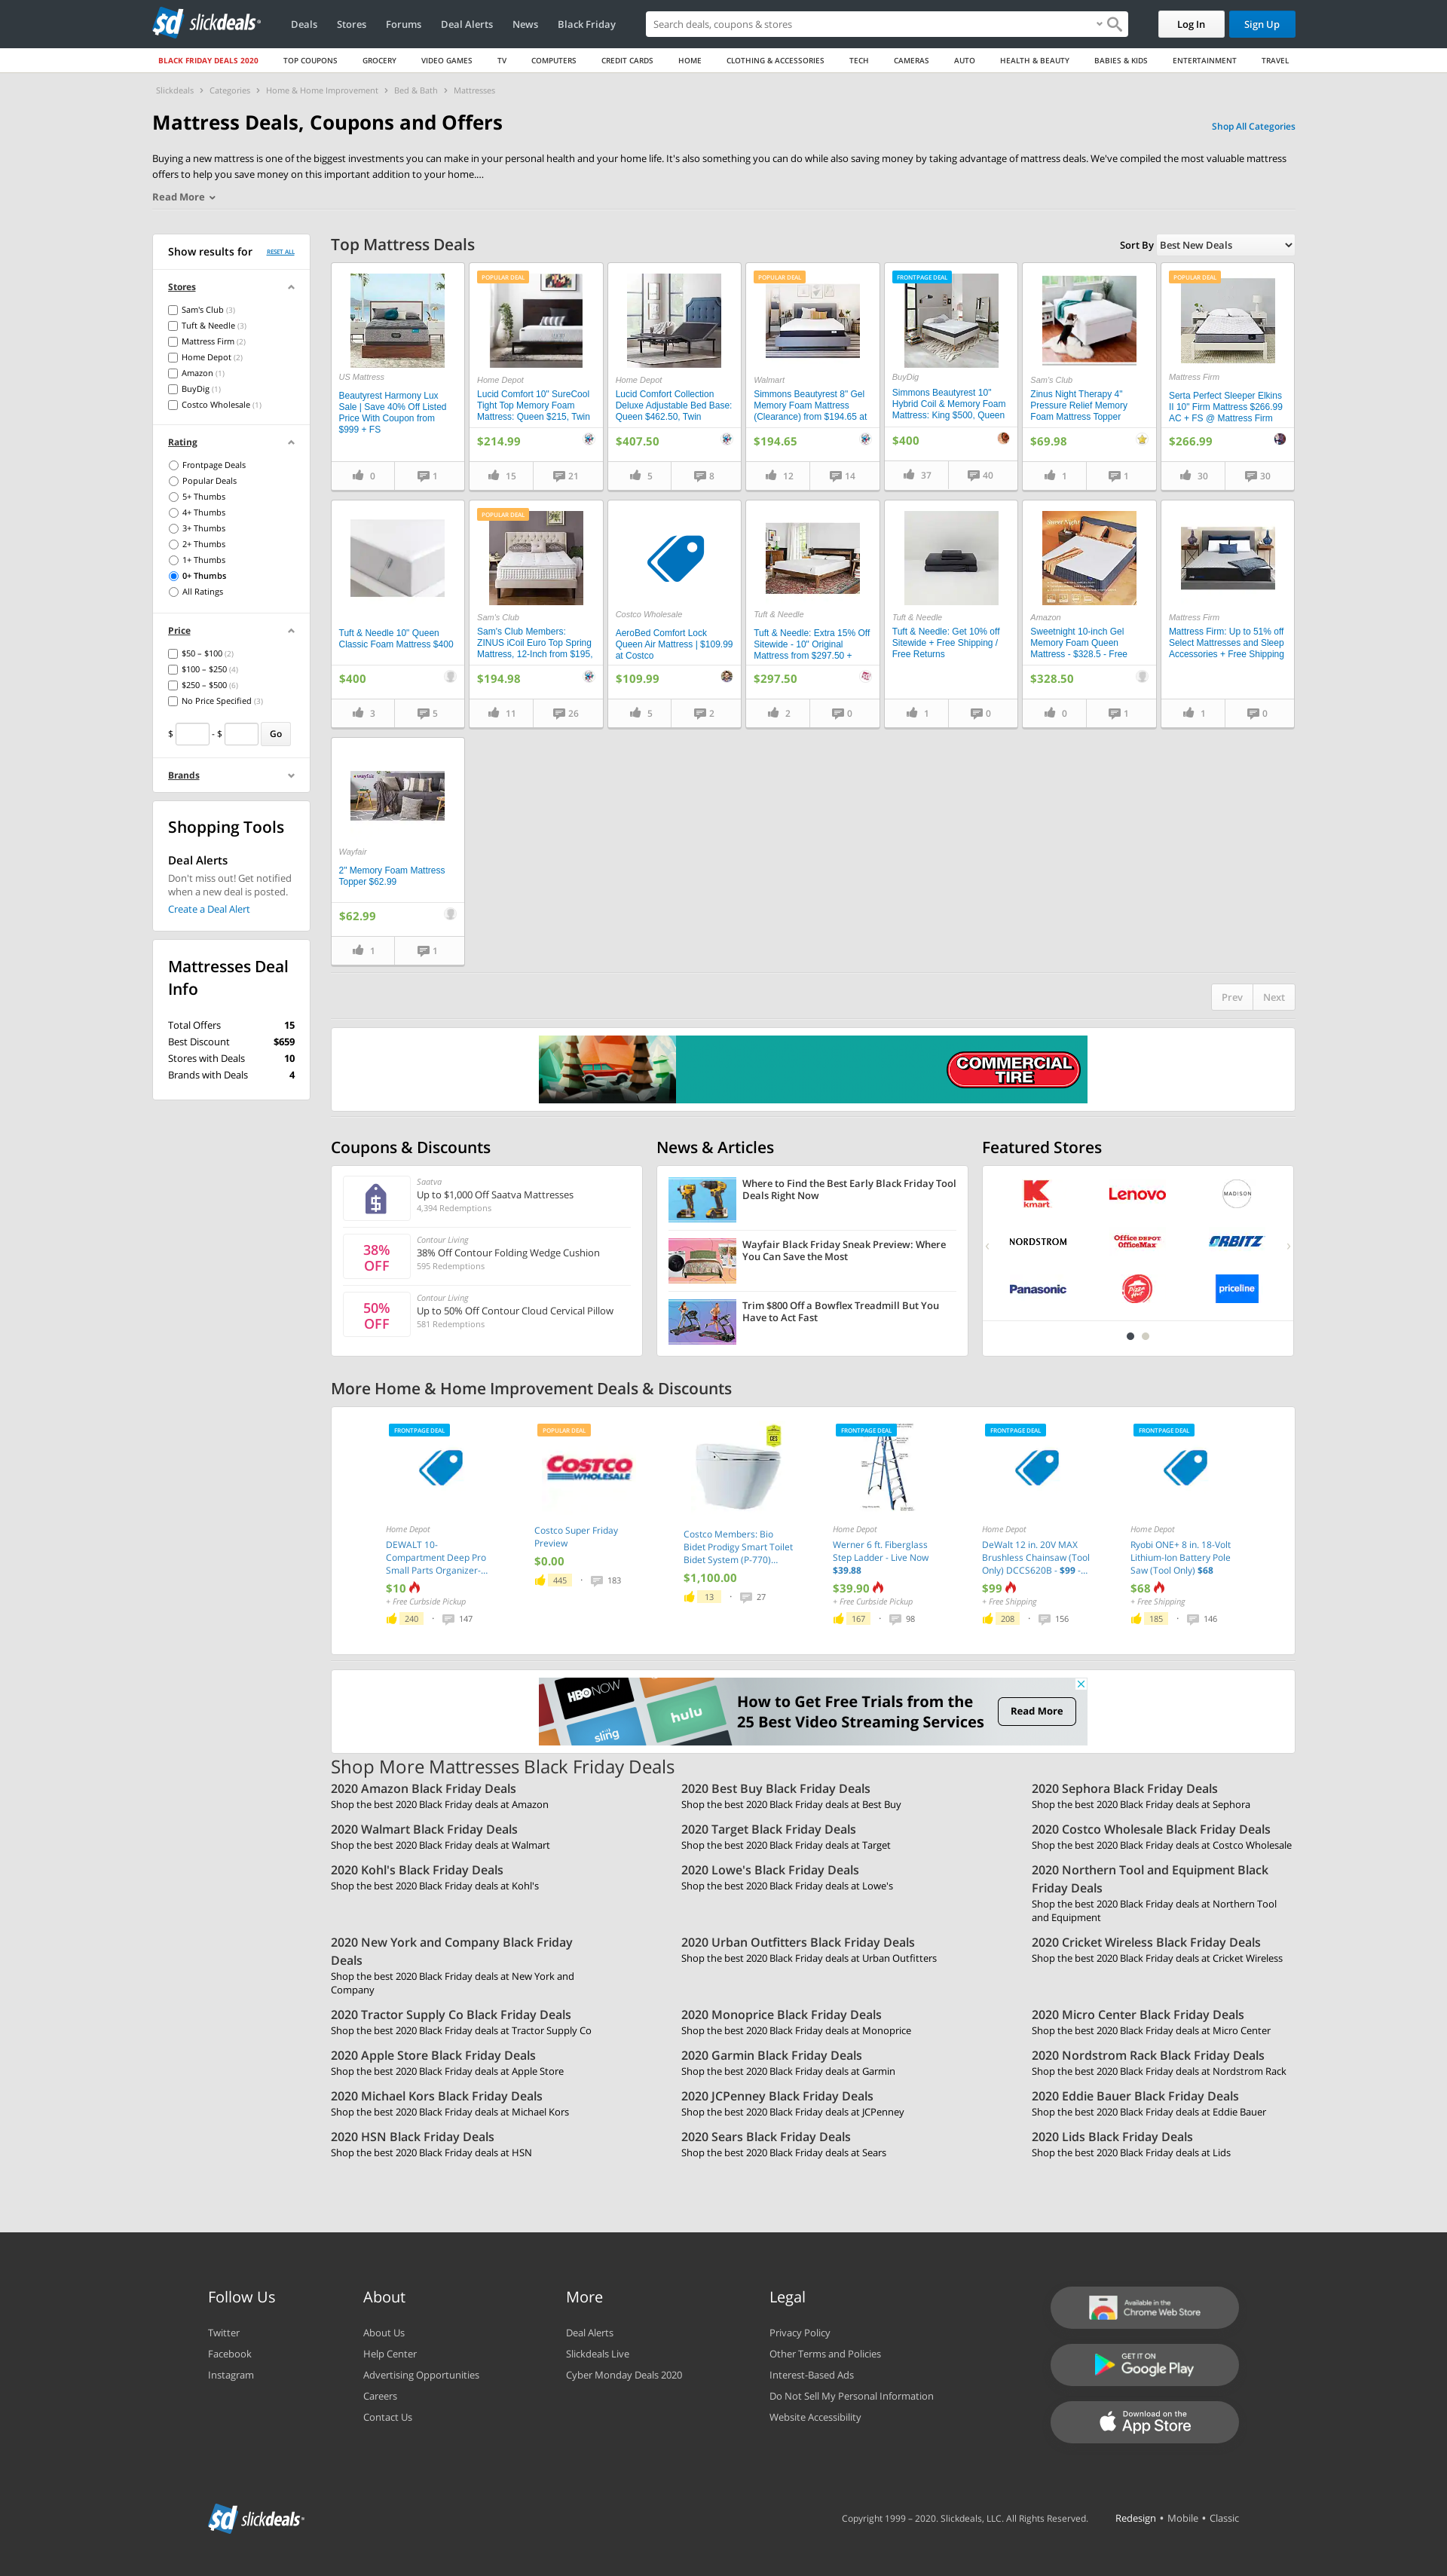 slickdeals
Deals
Stores
Forums
Deal Alerts
News
Black Friday
Search deals, coupons & stores
Log In
Sign Up
BLACK FRIDAY DEALS 2020
TOP COUPONS
GROCERY
VIDEO GAMES
TV
COMPUTERS
CREDIT CARDS
HOME
CLOTHING & ACCESSORIES
TECH
CAMERAS
AUTO
HEALTH & BEAUTY
BABIES & KIDS
ENTERTAINMENT
TRAVEL
Slickdeals › Categories › Home & Home Improvement › Bed & Bath › Mattresses
Mattress Deals, Coupons and Offers
Shop All Categories
Buying a new mattress is one of the biggest investments you can make in your personal health and your home life. It's also something you can do while also saving money by taking advantage of mattress deals. We've compiled the most valuable mattress
offers to help you save money on this important addition to your home....
Read More
Show results for
RESET ALL
Stores
Sam's Club (3)
Tuft & Needle (3)
Mattress Firm (2)
Home Depot (2)
Amazon (1)
BuyDig (1)
Costco Wholesale (1)
Rating
Frontpage Deals
Popular Deals
5+ Thumbs
4+ Thumbs
3+ Thumbs
2+ Thumbs
1+ Thumbs
0+ Thumbs
All Ratings
Price
$50 – $100 (2)
$100 – $250 (4)
$250 – $500 (6)
No Price Specified (3)
$ - $ Go
Brands
Shopping Tools
Deal Alerts
Don't miss out! Get notified
when a new deal is posted.
Create a Deal Alert
Mattresses Deal
Info
Total Offers 15
Best Discount $659
Stores with Deals 10
Brands with Deals 4
Top Mattress Deals
Sort By Best New Deals
US Mattress
Beautyrest Harmony Lux
Sale | Save 40% Off Listed
Price With Coupon from
$999 + FS
0 1
POPULAR DEAL
Home Depot
Lucid Comfort 10" SureCool
Tight Top Memory Foam
Mattress: Queen $215, Twin
$214.99
15 21
Home Depot
Lucid Comfort Collection
Deluxe Adjustable Bed Base:
Queen $462.50, Twin
$407.50
5 8
POPULAR DEAL
Walmart
Simmons Beautyrest 8" Gel
Memory Foam Mattress
(Clearance) from $194.65 at
$194.65
12 14
FRONTPAGE DEAL
BuyDig
Simmons Beautyrest 10"
Hybrid Coil & Memory Foam
Mattress: King $500, Queen
$400
37 40
Sam's Club
Zinus Night Therapy 4"
Pressure Relief Memory
Foam Mattress Topper
$69.98
1 1
POPULAR DEAL
Mattress Firm
Serta Perfect Sleeper Elkins
II 10" Firm Mattress $266.99
AC + FS @ Mattress Firm
$266.99
30 30
Tuft & Needle 10" Queen
Classic Foam Mattress $400
$400
3 5
POPULAR DEAL
Sam's Club
Sam's Club Members:
ZINUS iCoil Euro Top Spring
Mattress, 12-Inch from $195,
$194.98
11 26
Costco Wholesale
AeroBed Comfort Lock
Queen Air Mattress | $109.99
at Costco
$109.99
5 2
Tuft & Needle
Tuft & Needle: Extra 15% Off
Sitewide - 10" Original
Mattress from $297.50 +
$297.50
2 0
Tuft & Needle
Tuft & Needle: Get 10% off
Sitewide + Free Shipping /
Free Returns
1 0
Sweet Night
Amazon
Sweetnight 10-inch Gel
Memory Foam Queen
Mattress - $328.5 - Free
$328.50
0 1
Mattress Firm
Mattress Firm: Up to 51% off
Select Mattresses and Sleep
Accessories + Free Shipping
1 0
wayfair
Wayfair
2" Memory Foam Mattress
Topper $62.99
$62.99
1 1
Prev
Next
COMMERCIAL
TIRE
Coupons & Discounts
Saatva
Up to $1,000 Off Saatva Mattresses
4,394 Redemptions
38%
OFF
Contour Living
38% Off Contour Folding Wedge Cushion
595 Redemptions
50%
OFF
Contour Living
Up to 50% Off Contour Cloud Cervical Pillow
581 Redemptions
News & Articles
Where to Find the Best Early Black Friday Tool
Deals Right Now
Wayfair Black Friday Sneak Preview: Where
You Can Save the Most
Trim $800 Off a Bowflex Treadmill But You
Have to Act Fast
Featured Stores
kmart
Lenovo
MADISON
NORDSTROM
Office DEPOT
OfficeMax
ORBITZ
Panasonic
Pizza Hut
priceline
More Home & Home Improvement Deals & Discounts
FRONTPAGE DEAL
Home Depot
DEWALT 10-
Compartment Deep Pro
Small Parts Organizer-...
$10
+ Free Curbside Pickup
240 · 147
POPULAR DEAL
COSTCO
WHOLESALE
Costco Super Friday
Preview
$0.00
445 · 183
Costco Members: Bio
Bidet Prodigy Smart Toilet
Bidet System (P-770)...
$1,100.00
13 · 27
FRONTPAGE DEAL
Home Depot
Werner 6 ft. Fiberglass
Step Ladder - Live Now
$39.88
$39.90
+ Free Curbside Pickup
167 · 98
FRONTPAGE DEAL
Home Depot
DeWalt 12 in. 20V MAX
Brushless Chainsaw (Tool
Only) DCCS620B - $99 -...
$99
+ Free Shipping
208 · 156
FRONTPAGE DEAL
Home Depot
Ryobi ONE+ 8 in. 18-Volt
Lithium-Ion Battery Pole
Saw (Tool Only) $68
$68
+ Free Shipping
185 · 146
HBO NOW
hulu
sling
How to Get Free Trials from the
25 Best Video Streaming Services
Read More
Shop More Mattresses Black Friday Deals
2020 Amazon Black Friday Deals
Shop the best 2020 Black Friday deals at Amazon
2020 Best Buy Black Friday Deals
Shop the best 2020 Black Friday deals at Best Buy
2020 Sephora Black Friday Deals
Shop the best 2020 Black Friday deals at Sephora
2020 Walmart Black Friday Deals
Shop the best 2020 Black Friday deals at Walmart
2020 Target Black Friday Deals
Shop the best 2020 Black Friday deals at Target
2020 Costco Wholesale Black Friday Deals
Shop the best 2020 Black Friday deals at Costco Wholesale
2020 Kohl's Black Friday Deals
Shop the best 2020 Black Friday deals at Kohl's
2020 Lowe's Black Friday Deals
Shop the best 2020 Black Friday deals at Lowe's
2020 Northern Tool and Equipment Black
Friday Deals
Shop the best 2020 Black Friday deals at Northern Tool
and Equipment
2020 New York and Company Black Friday
Deals
Shop the best 2020 Black Friday deals at New York and
Company
2020 Urban Outfitters Black Friday Deals
Shop the best 2020 Black Friday deals at Urban Outfitters
2020 Cricket Wireless Black Friday Deals
Shop the best 2020 Black Friday deals at Cricket Wireless
2020 Tractor Supply Co Black Friday Deals
Shop the best 2020 Black Friday deals at Tractor Supply Co
2020 Monoprice Black Friday Deals
Shop the best 2020 Black Friday deals at Monoprice
2020 Micro Center Black Friday Deals
Shop the best 2020 Black Friday deals at Micro Center
2020 Apple Store Black Friday Deals
Shop the best 2020 Black Friday deals at Apple Store
2020 Garmin Black Friday Deals
Shop the best 2020 Black Friday deals at Garmin
2020 Nordstrom Rack Black Friday Deals
Shop the best 2020 Black Friday deals at Nordstrom Rack
2020 Michael Kors Black Friday Deals
Shop the best 2020 Black Friday deals at Michael Kors
2020 JCPenney Black Friday Deals
Shop the best 2020 Black Friday deals at JCPenney
2020 Eddie Bauer Black Friday Deals
Shop the best 2020 Black Friday deals at Eddie Bauer
2020 HSN Black Friday Deals
Shop the best 2020 Black Friday deals at HSN
2020 Sears Black Friday Deals
Shop the best 2020 Black Friday deals at Sears
2020 Lids Black Friday Deals
Shop the best 2020 Black Friday deals at Lids
Follow Us
Twitter
Facebook
Instagram
About
About Us
Help Center
Advertising Opportunities
Careers
Contact Us
More
Deal Alerts
Slickdeals Live
Cyber Monday Deals 2020
Legal
Privacy Policy
Other Terms and Policies
Interest-Based Ads
Do Not Sell My Personal Information
Website Accessibility
Available in the
Chrome Web Store
GET IT ON
Google Play
Download on the
App Store
slickdeals
Copyright 1999 – 2020. Slickdeals, LLC. All Rights Reserved.
Redesign • Mobile • Classic